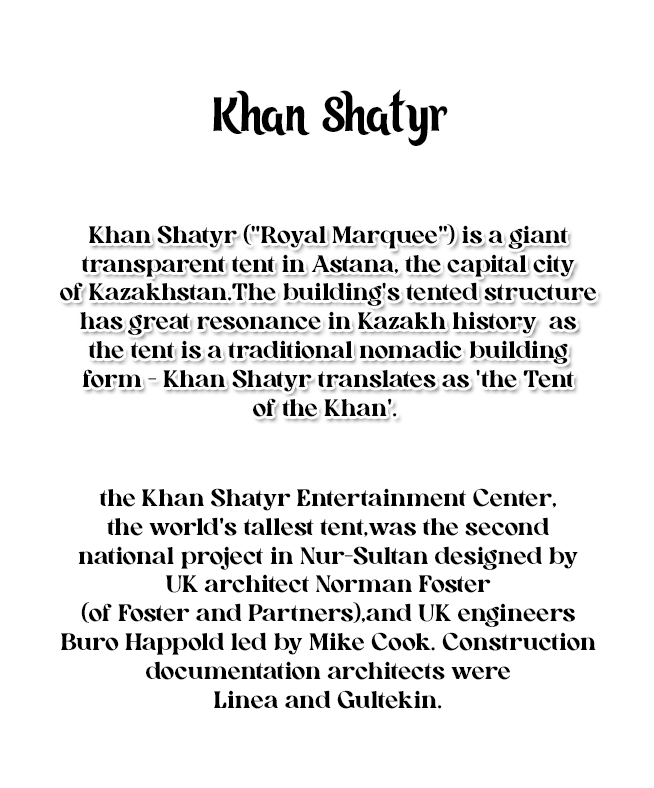 Khan Shatyr
Khan Shatyr ("Royal Marquee") is a giant
transparent tent in Astana, the capital city
of Kazakhstan.The building's tented structure
has great resonance in Kazakh history  as
the tent is a traditional nomadic building
form - Khan Shatyr translates as 'the Tent
of the Khan'.
the Khan Shatyr Entertainment Center,
the world's tallest tent,was the second
national project in Nur-Sultan designed by
UK architect Norman Foster
(of Foster and Partners),and UK engineers
Buro Happold led by Mike Cook. Construction
documentation architects were
Linea and Gultekin.